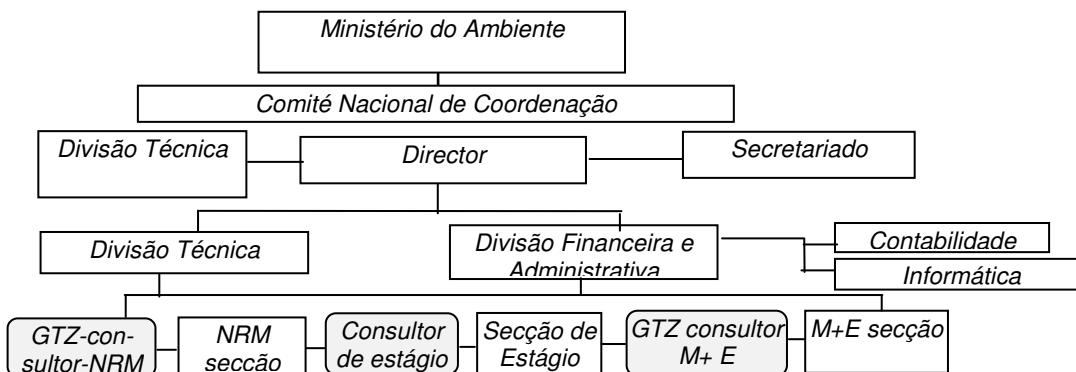 Ministério do Ambiente
Comité Nacional de Coordenação
Divisão Técnica
Director
Secretariado
Divisão Técnica
Divisão Financeira e
Administrativa
Contabilidade
Informática
GTZ-con-
sultor-NRM
NRM
secção
Consultor
de estágio
Secção de
Estágio
GTZ consultor
M+ E
M+E secção